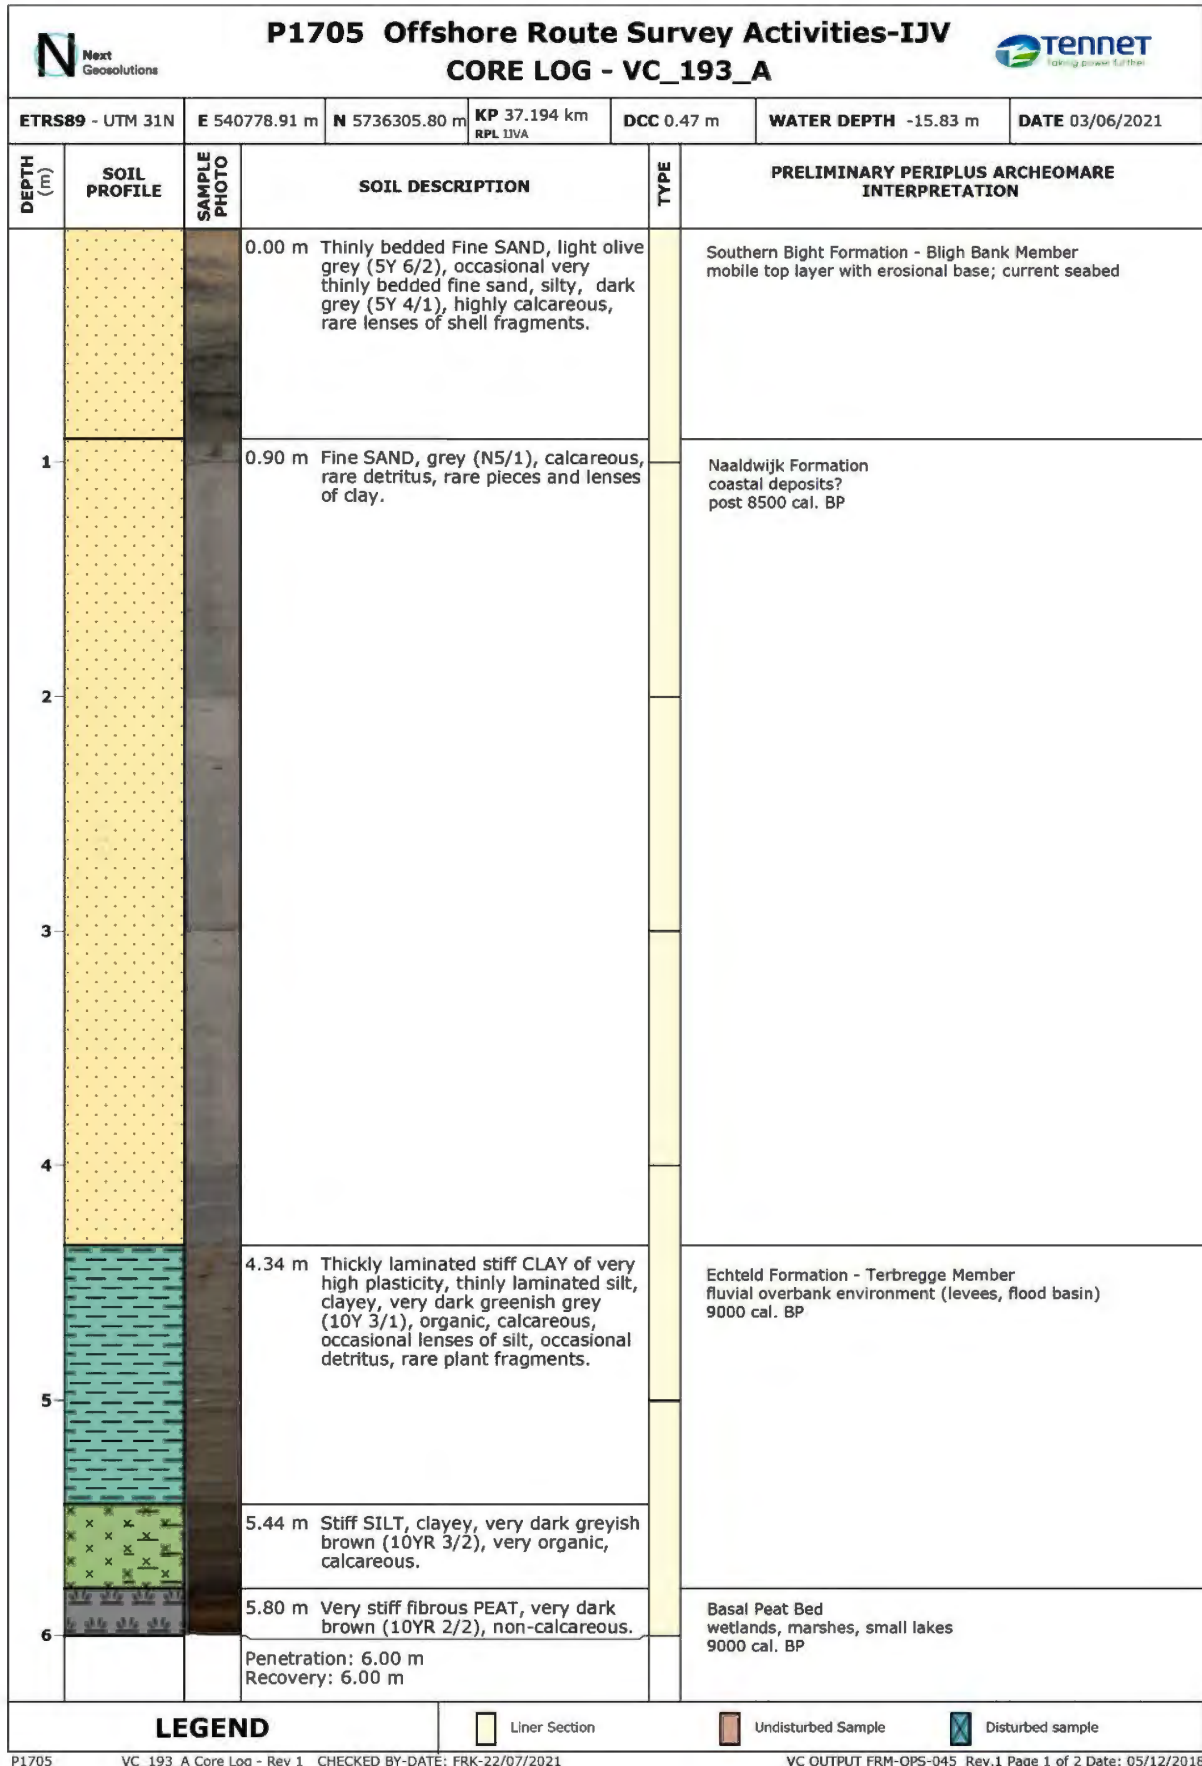 P1705 Offshore Route Survey Activities-IJV
CORE LOG - VC_193_A
N Next
Geosolutions
TenneT
Taking power further
ETRS89 - UTM 31N
E 540778.91 m
N 5736305.80 m
KP 37.194 km
RPL IJVA
DCC 0.47 m
WATER DEPTH -15.83 m
DATE 03/06/2021
DEPTH
(m)
SOIL
PROFILE
SAMPLE
PHOTO
SOIL DESCRIPTION
TYPE
PRELIMINARY PERIPLUS ARCHEOMARE
INTERPRETATION
0.00 m Thinly bedded Fine SAND, light olive
grey (5Y 6/2), occasional very
thinly bedded fine sand, silty, dark
grey (5Y 4/1), highly calcareous,
rare lenses of shell fragments.
Southern Bight Formation - Bligh Bank Member
mobile top layer with erosional base; current seabed
1
0.90 m Fine SAND, grey (N5/1), calcareous,
rare detritus, rare pieces and lenses
of clay.
Naaldwijk Formation
coastal deposits?
post 8500 cal. BP
2
3
4
4.34 m Thickly laminated stiff CLAY of very
high plasticity, thinly laminated silt,
clayey, very dark greenish grey
(10Y 3/1), organic, calcareous,
occasional lenses of silt, occasional
detritus, rare plant fragments.
Echteld Formation - Terbregge Member
fluvial overbank environment (levees, flood basin)
9000 cal. BP
5
5.44 m Stiff SILT, clayey, very dark greyish
brown (10YR 3/2), very organic,
calcareous.
5.80 m Very stiff fibrous PEAT, very dark
brown (10YR 2/2), non-calcareous.
Basal Peat Bed
wetlands, marshes, small lakes
9000 cal. BP
6
Penetration: 6.00 m
Recovery: 6.00 m
LEGEND
Liner Section
Undisturbed Sample
Disturbed sample
P1705 VC_193_A Core Log - Rev 1 CHECKED BY-DATE: FRK-22/07/2021
VC OUTPUT FRM-OPS-045 Rev.1 Page 1 of 2 Date: 05/12/2018